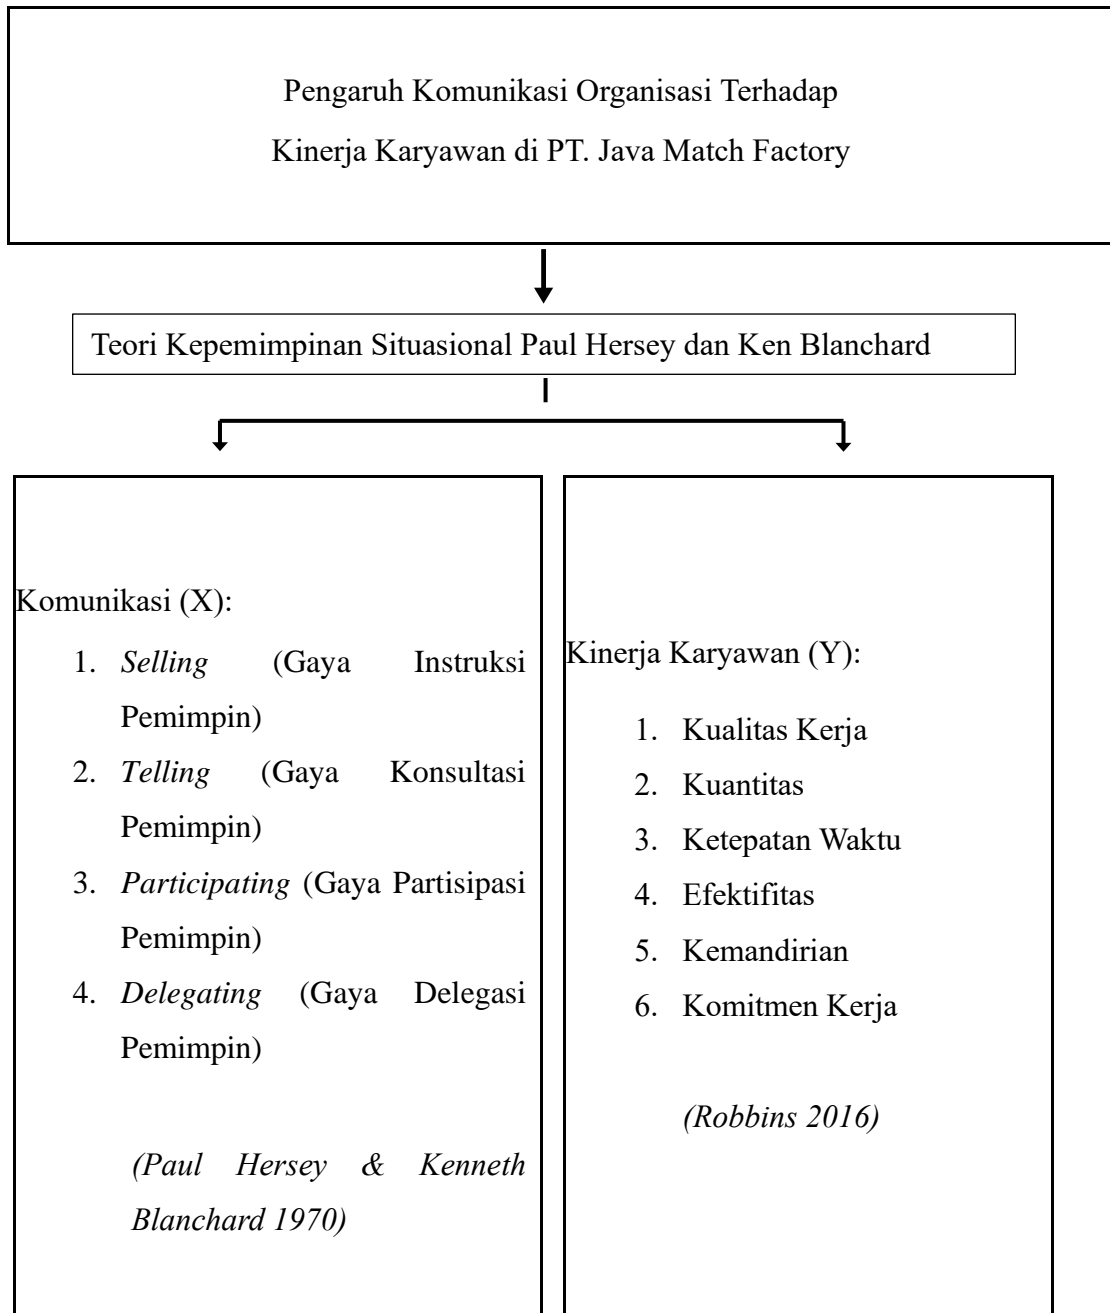 Pengaruh Komunikasi Organisasi Terhadap
Kinerja Karyawan di PT. Java Match Factory
Teori Kepemimpinan Situasional Paul Hersey dan Ken Blanchard
Komunikasi (X):
1. Selling (Gaya Instruksi
Pemimpin)
2. Telling (Gaya Konsultasi
Pemimpin)
3. Participating (Gaya Partisipasi
Pemimpin)
4. Delegating (Gaya Delegasi
Pemimpin)
(Paul Hersey & Kenneth
Blanchard 1970)
Kinerja Karyawan (Y):
1. Kualitas Kerja
2. Kuantitas
3. Ketepatan Waktu
4. Efektifitas
5. Kemandirian
6. Komitmen Kerja
(Robbins 2016)